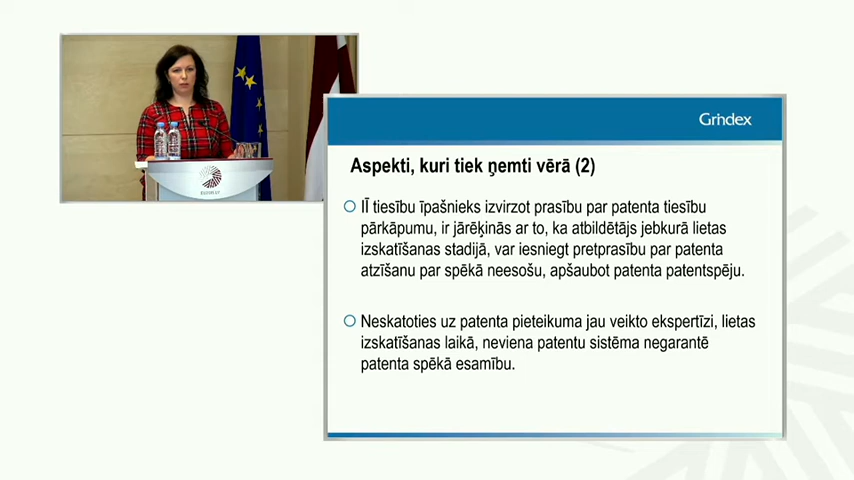 Grindex
Aspekti, kuri tiek ņemti vērā (2)
IĪ tiesību īpašnieks izvirzot prasību par patenta tiesību
pārkāpumu, ir jārēķinās ar to, ka atbildētājs jebkurā lietas
izskatīšanas stadijā, var iesniegt pretprasību par patenta
atzīšanu par spēkā neesošu, apšaubot patenta patentspēju.
Neskatoties uz patenta pieteikuma jau veikto ekspertīzi, lietas
izskatīšanas laikā, neviena patentu sistēma negarantē
patenta spēkā esamību.